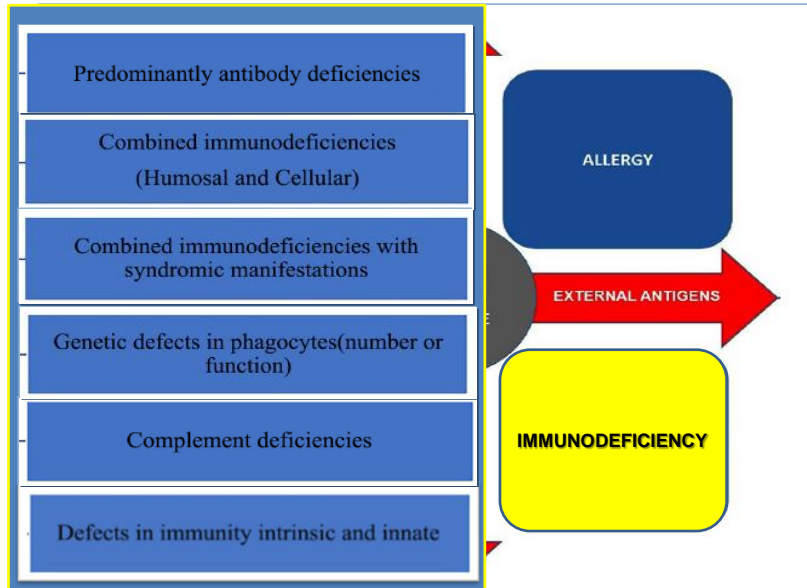 Predominantly antibody deficiencies
Combined immunodeficiencies
(Humosal and Cellular)
Combined immunodeficiencies with
syndromic manifestations
Genetic defects in phagocytes(number or
function)
Complement deficiencies
Defects in immunity intrinsic and innate
ALLERGY
EXTERNAL ANTIGENS
IMMUNODEFICIENCY